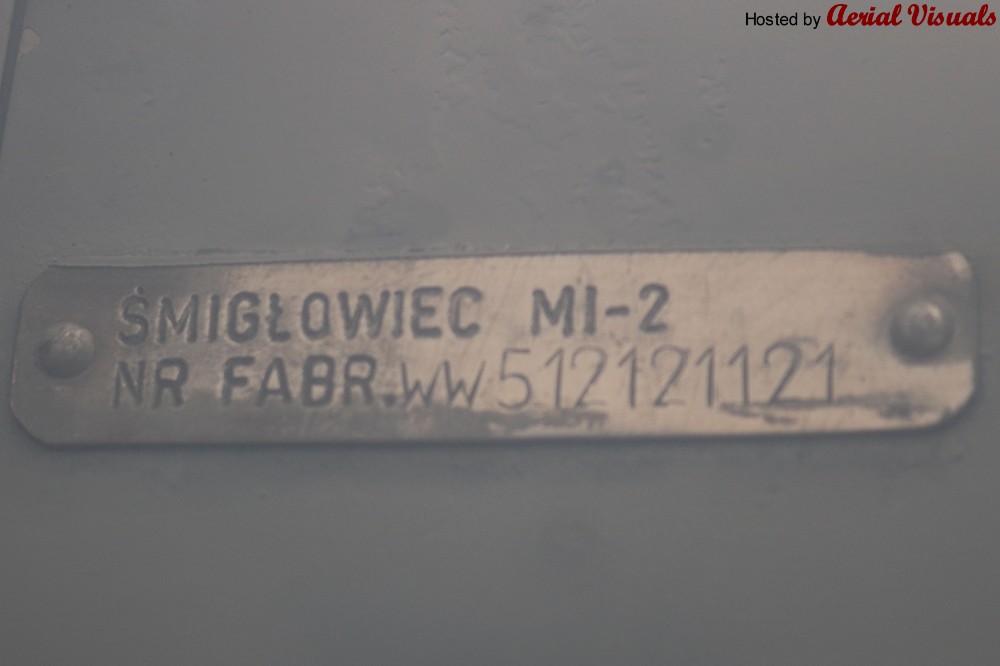 Hosted by Aerial Visuals
ŚMIGŁOWIEC MI-2
NR FABR.WW512121121